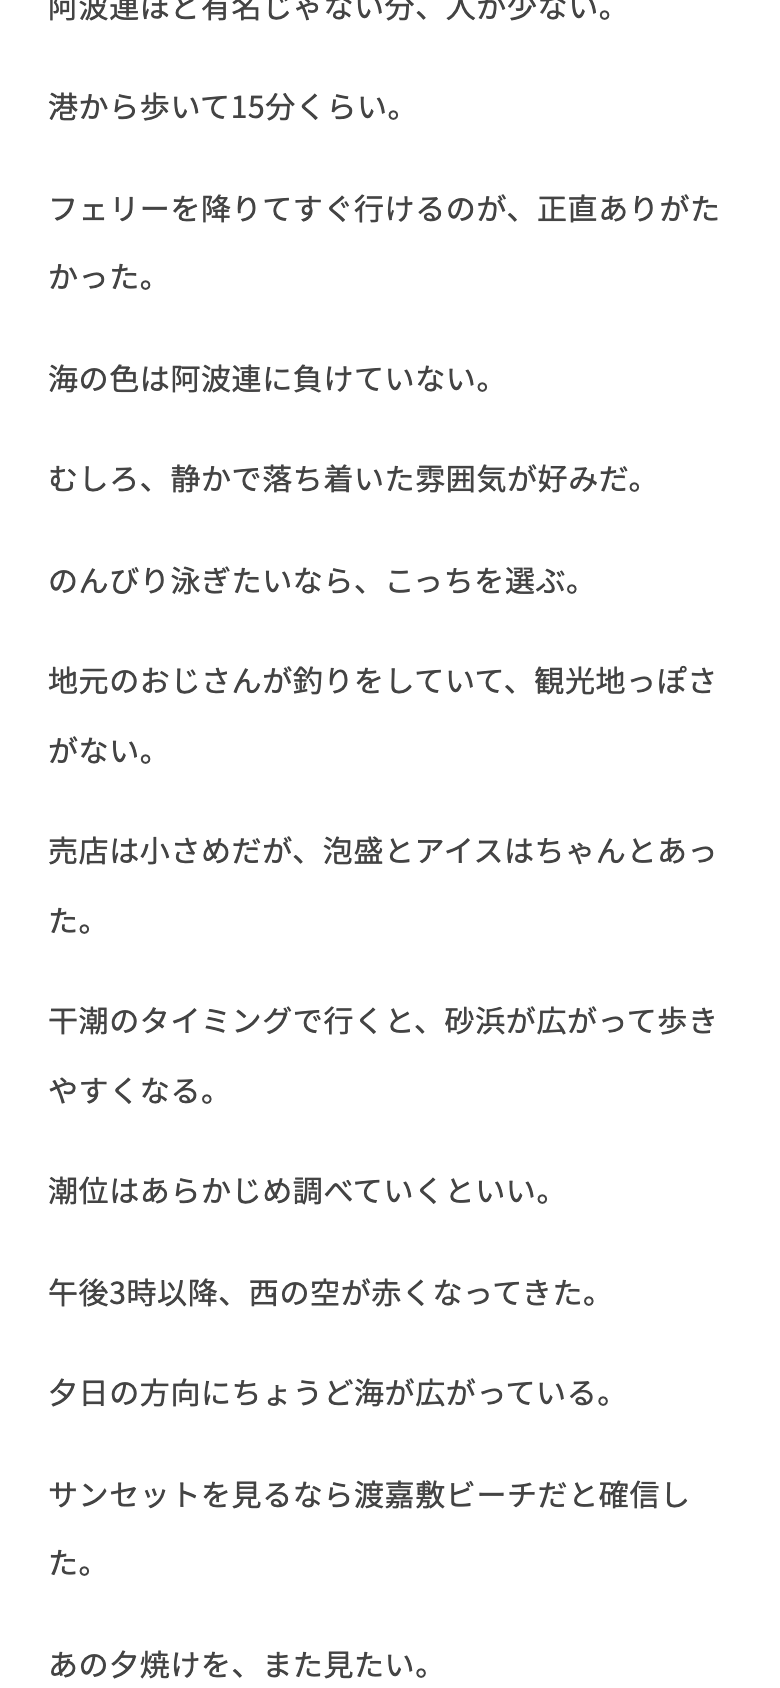 阿波連ほど有名じゃない分、人が少ない。
港から歩いて15分くらい。
フェリーを降りてすぐ行けるのが、正直ありがた
かった。
海の色は阿波連に負けていない。
むしろ、静かで落ち着いた雰囲気が好みだ。
のんびり泳ぎたいなら、こっちを選ぶ。
地元のおじさんが釣りをしていて、観光地っぽさ
がない。
売店は小さめだが、泡盛とアイスはちゃんとあっ
た。
干潮のタイミングで行くと、砂浜が広がって歩き
やすくなる。
潮位はあらかじめ調べていくといい。
午後3時以降、西の空が赤くなってきた。
夕日の方向にちょうど海が広がっている。
サンセットを見るなら渡嘉敷ビーチだと確信し
た。
あの夕焼けを、また見たい。